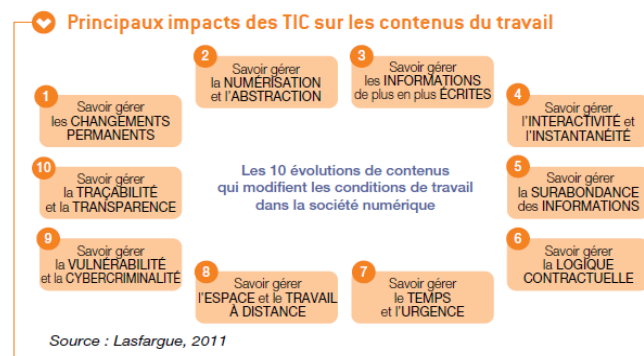 Principaux impacts des TIC sur les contenus du travail
1
Savoir gérer
les CHANGEMENTS
PERMANENTS
2
Savoir gérer
la NUMÉRISATION
et l'ABSTRACTION
3
Savoir gérer
les INFORMATIONS
de plus en plus ÉCRITES
4
Savoir gérer
l'INTERACTIVITÉ et
l'INSTANTANÉITÉ
5
Savoir gérer
la SURABONDANCE
des INFORMATIONS
6
Savoir gérer
la LOGIQUE
CONTRACTUELLE
7
Savoir gérer
le TEMPS
et l'URGENCE
8
Savoir gérer
l'ESPACE et le TRAVAIL
À DISTANCE
9
Savoir gérer
la VULNÉRABILITÉ
et la CYBERCRIMINALITÉ
10
Savoir gérer
la TRAÇABILITÉ
et la TRANSPARENCE
Les 10 évolutions de contenus
qui modifient les conditions de travail
dans la société numérique
Source : Lasfargue, 2011